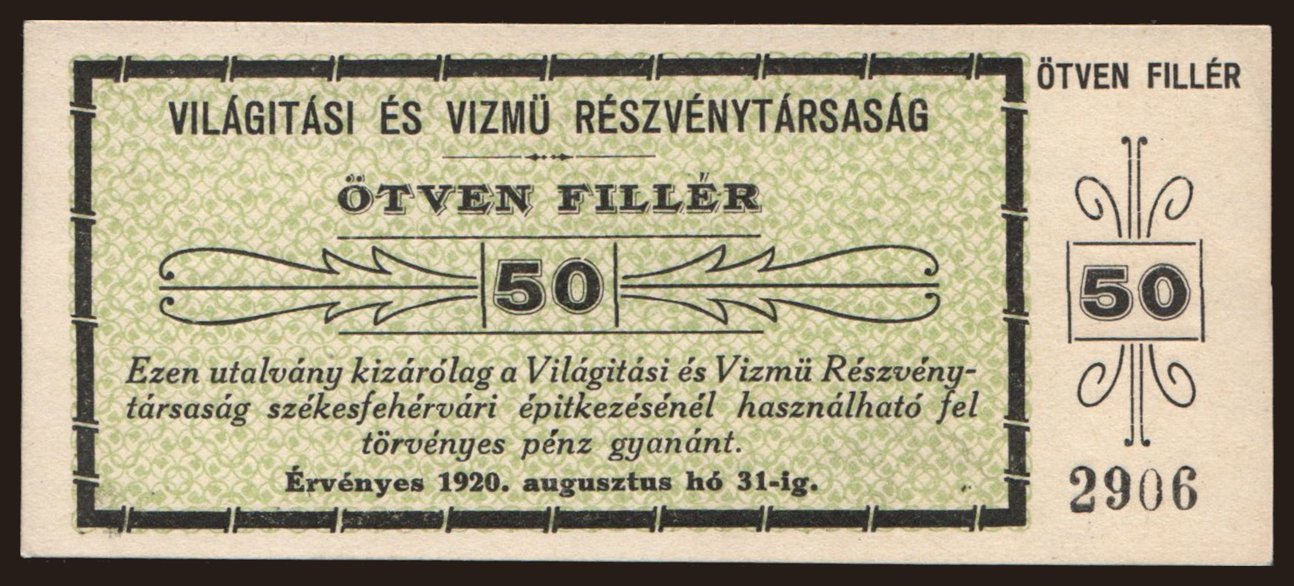 VILÁGITÁSI ÉS VIZMÜ RÉSZVÉNYTÁRSASÁG
ÖTVEN FILLÉR
50
Ezen utalvány kizárólag a Világitási és Vizmü Részvény-
társaság székesfehérvári épitkezésénél használható fel
törvényes pénz gyanánt.
Érvényes 1920. augusztus hó 31-ig.
ÖTVEN FILLÉR
50
2906